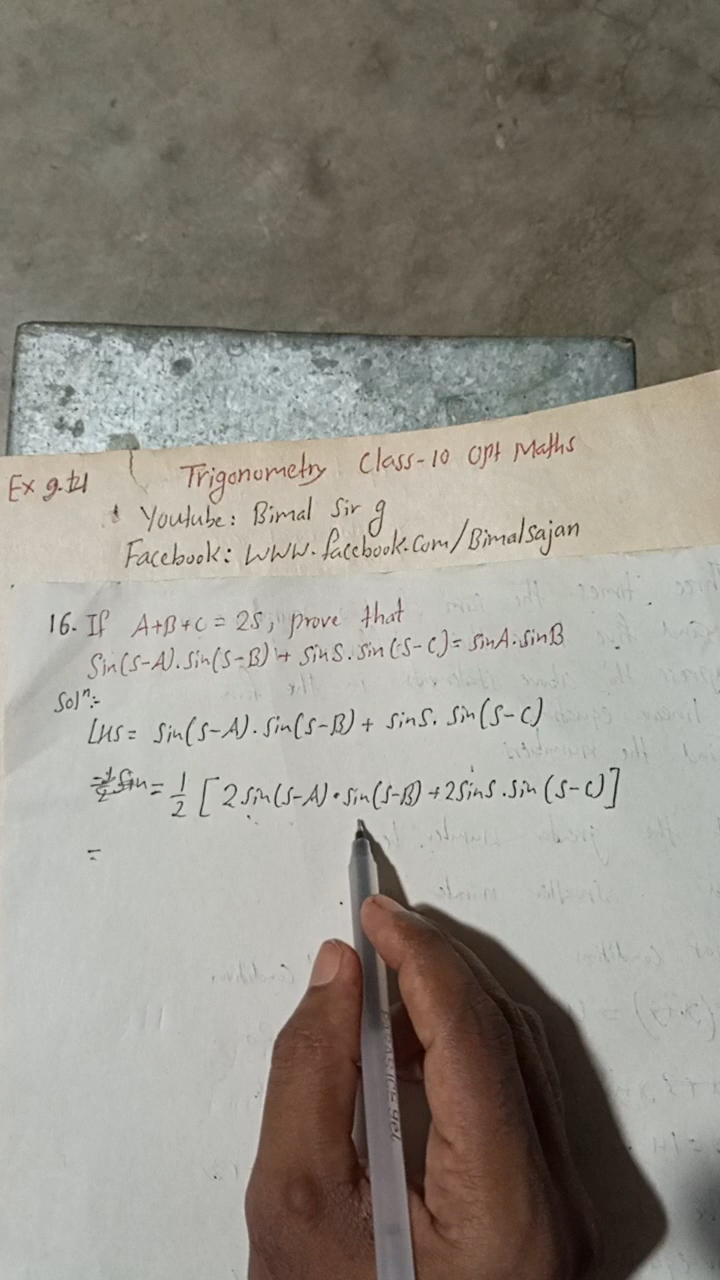 Ex 9.4
Trigonometry Class-10 Opt Maths
Youtube: Bimal Sir g
Facebook: www.facebook.com/Bimalsajan
16. If A+B+C = 2S, prove that
Sin(S-A).Sin(S-B) + SinS.Sin(S-C) = SinA.SinB
Solⁿ:-
LHS = Sin(S-A).Sin(S-B) + SinS. Sin(S-C)
= 1/2 [2Sin(S-A).Sin(S-B) + 2SinS.Sin(S-C)]
=